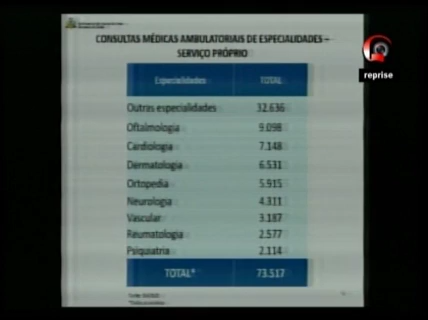 CONSULTAS MÉDICAS AMBULATORIAIS DE ESPECIALIDADES –
SERVIÇO PRÓPRIO
reprise
Especialidades TOTAL
Outras especialidades 32.636
Oftalmologia 9.098
Cardiologia 7.148
Dermatologia 6.531
Ortopedia 5.915
Neurologia 4.311
Vascular 3.187
Reumatologia 2.577
Psiquiatria 2.114
TOTAL* 73.517